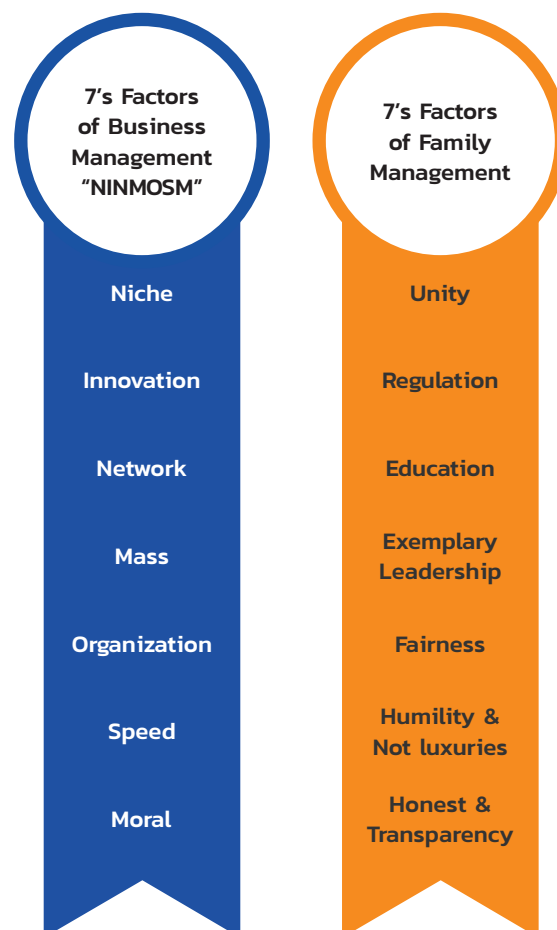 7’s Factors
of Business
Management
“NINMOSM”
Niche
Innovation
Network
Mass
Organization
Speed
Moral
7’s Factors
of Family
Management
Unity
Regulation
Education
Exemplary
Leadership
Fairness
Humility &
Not luxuries
Honest &
Transparency